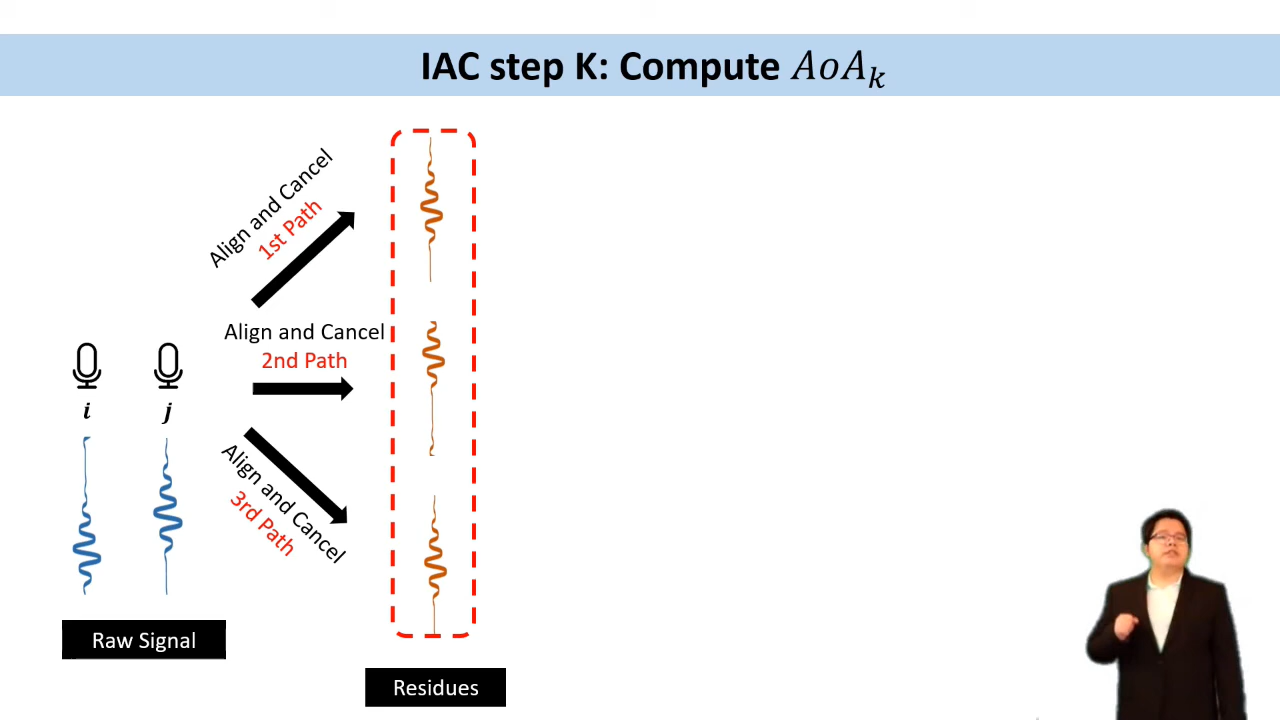 IAC step K: Compute AoAₖ
Align and Cancel
1st Path
Align and Cancel
2nd Path
i
j
Align and Cancel
3rd Path
Raw Signal
Residues